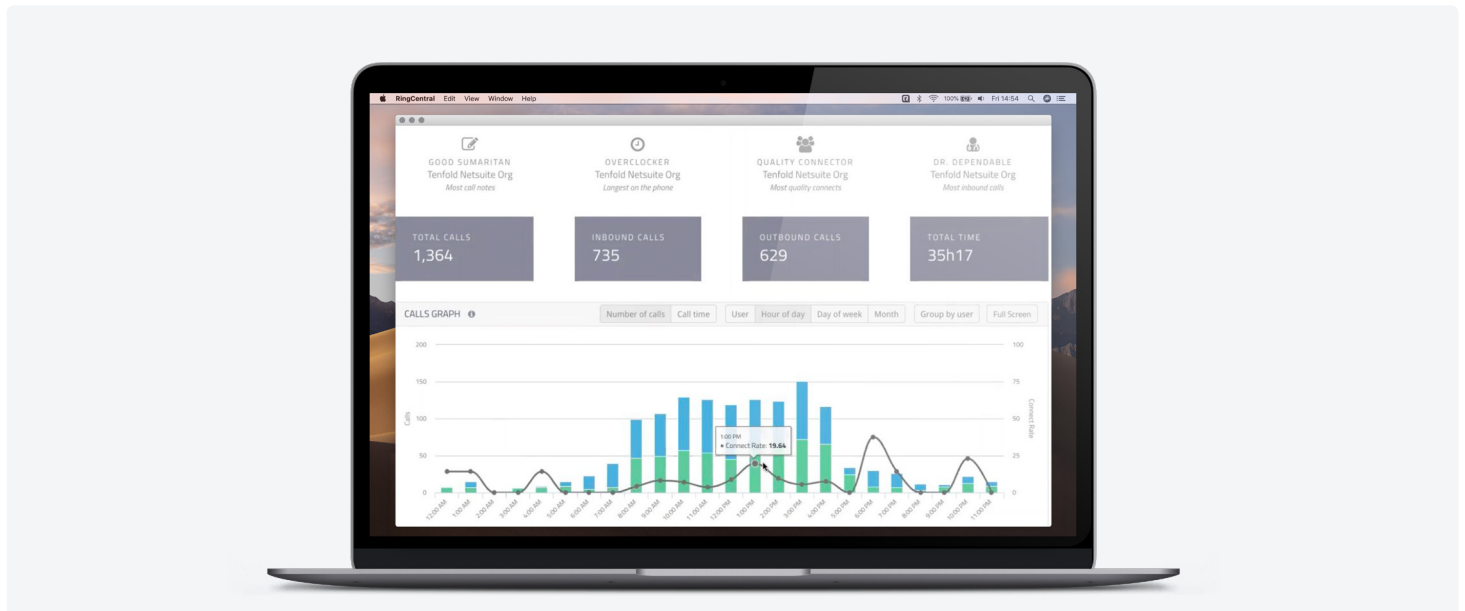 RingCentral Edit View Window Help
100% Fri 14:54
GOOD SUMARITAN
Tenfold Netsuite Org
Most call notes
OVERCLOCKER
Tenfold Netsuite Org
Longest on the phone
QUALITY CONNECTOR
Tenfold Netsuite Org
Most quality connects
DR. DEPENDABLE
Tenfold Netsuite Org
Most inbound calls
TOTAL CALLS
1,364
INBOUND CALLS
735
OUTBOUND CALLS
629
TOTAL TIME
35h17
CALLS GRAPH
Number of calls Call time
User Hour of day Day of week Month
Group by user
Full Screen
200
150
100
50
0
Calls
100
75
50
25
0
Connect Rate
1:00 PM
• Connect Rate: 19.64
12:00 AM
1:00 AM
2:00 AM
3:00 AM
4:00 AM
5:00 AM
6:00 AM
7:00 AM
8:00 AM
9:00 AM
10:00 AM
11:00 AM
12:00 PM
1:00 PM
2:00 PM
3:00 PM
4:00 PM
5:00 PM
6:00 PM
7:00 PM
8:00 PM
9:00 PM
10:00 PM
11:00 PM